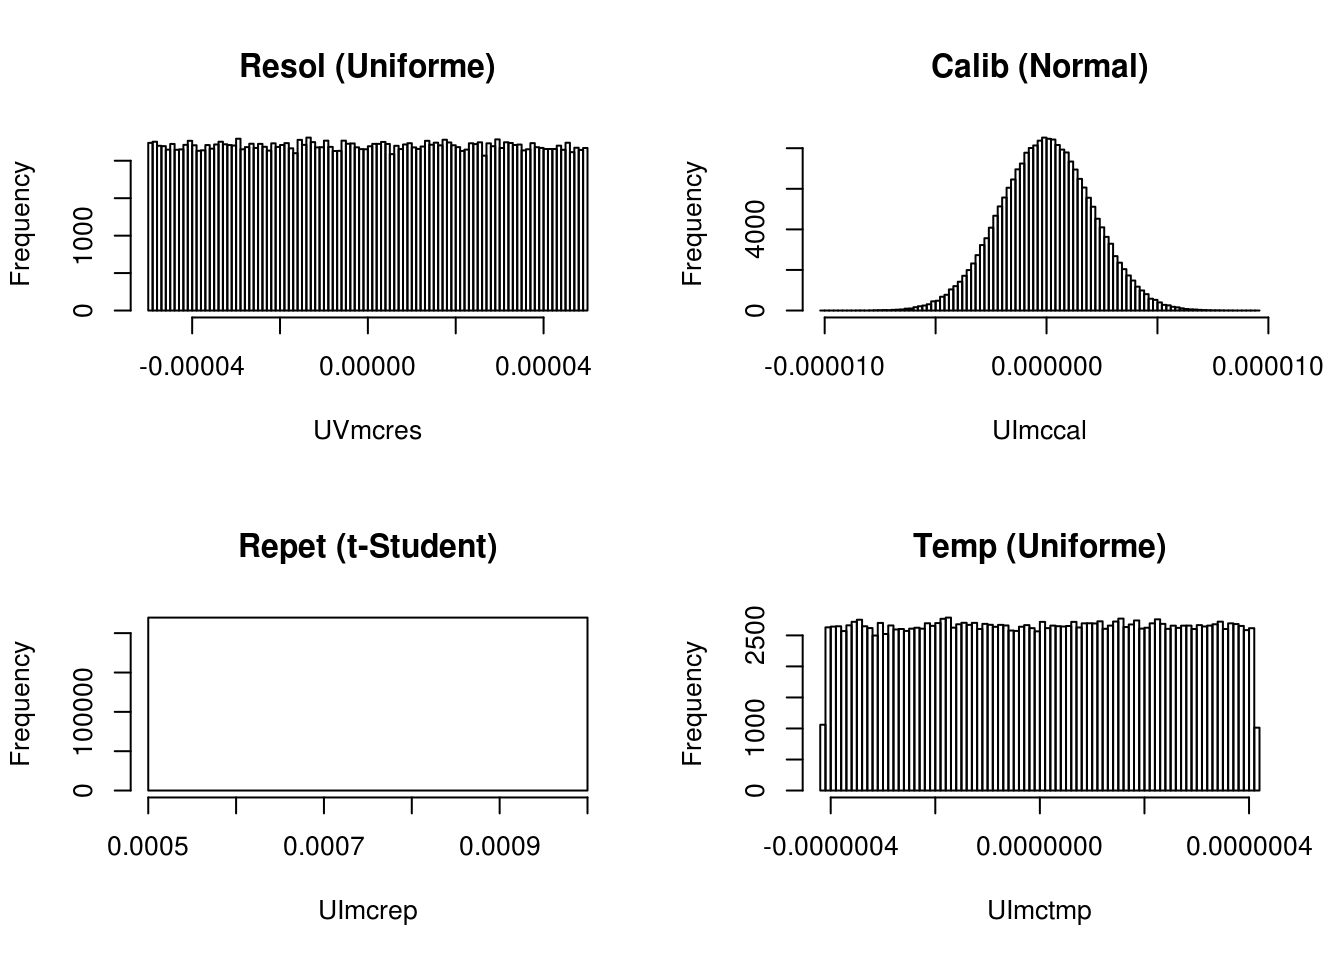 Resol (Uniforme)
Frequency
0 1000
-0.00004 0.00000 0.00004
UVmcres
Calib (Normal)
Frequency
0 4000
-0.000010 0.000000 0.000010
UImccal
Repet (t-Student)
Frequency
0 100000
0.0005 0.0007 0.0009
UImcrep
Temp (Uniforme)
Frequency
0 1000 2500
-0.0000004 0.0000000 0.0000004
UImctmp